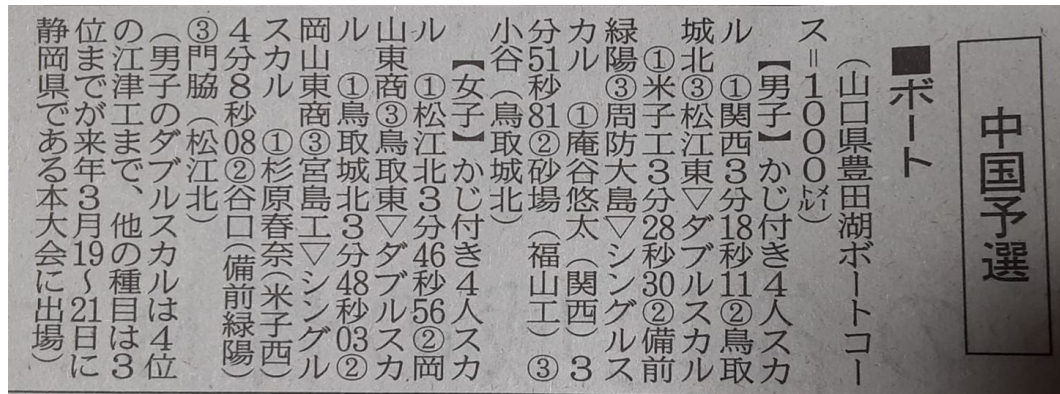 中国予選
■ボート
（山口県豊田湖ボートコー
ス＝1000メートル）
【男子】かじ付き4人スカ
ル　①関西3分18秒11②鳥取
城北③松江東▽ダブルスカル
①米子工3分28秒30②備前
緑陽③周防大島▽シングルス
カル　①庵谷悠太（関西）3
分51秒81②砂場（福山工）③
小谷（鳥取城北）
【女子】かじ付き4人スカ
ル　①松江北3分46秒56②岡
山東商③鳥取東▽ダブルスカ
ル　①鳥取城北3分48秒03②
岡山東商③宮島工▽シングル
スカル　①杉原春奈（米子西）
4分8秒08②谷口（備前緑陽）
③門脇（松江北）
（男子のダブルスカルは4位
の江津工まで、他の種目は3
位までが来年3月19～21日に
静岡県である本大会に出場）